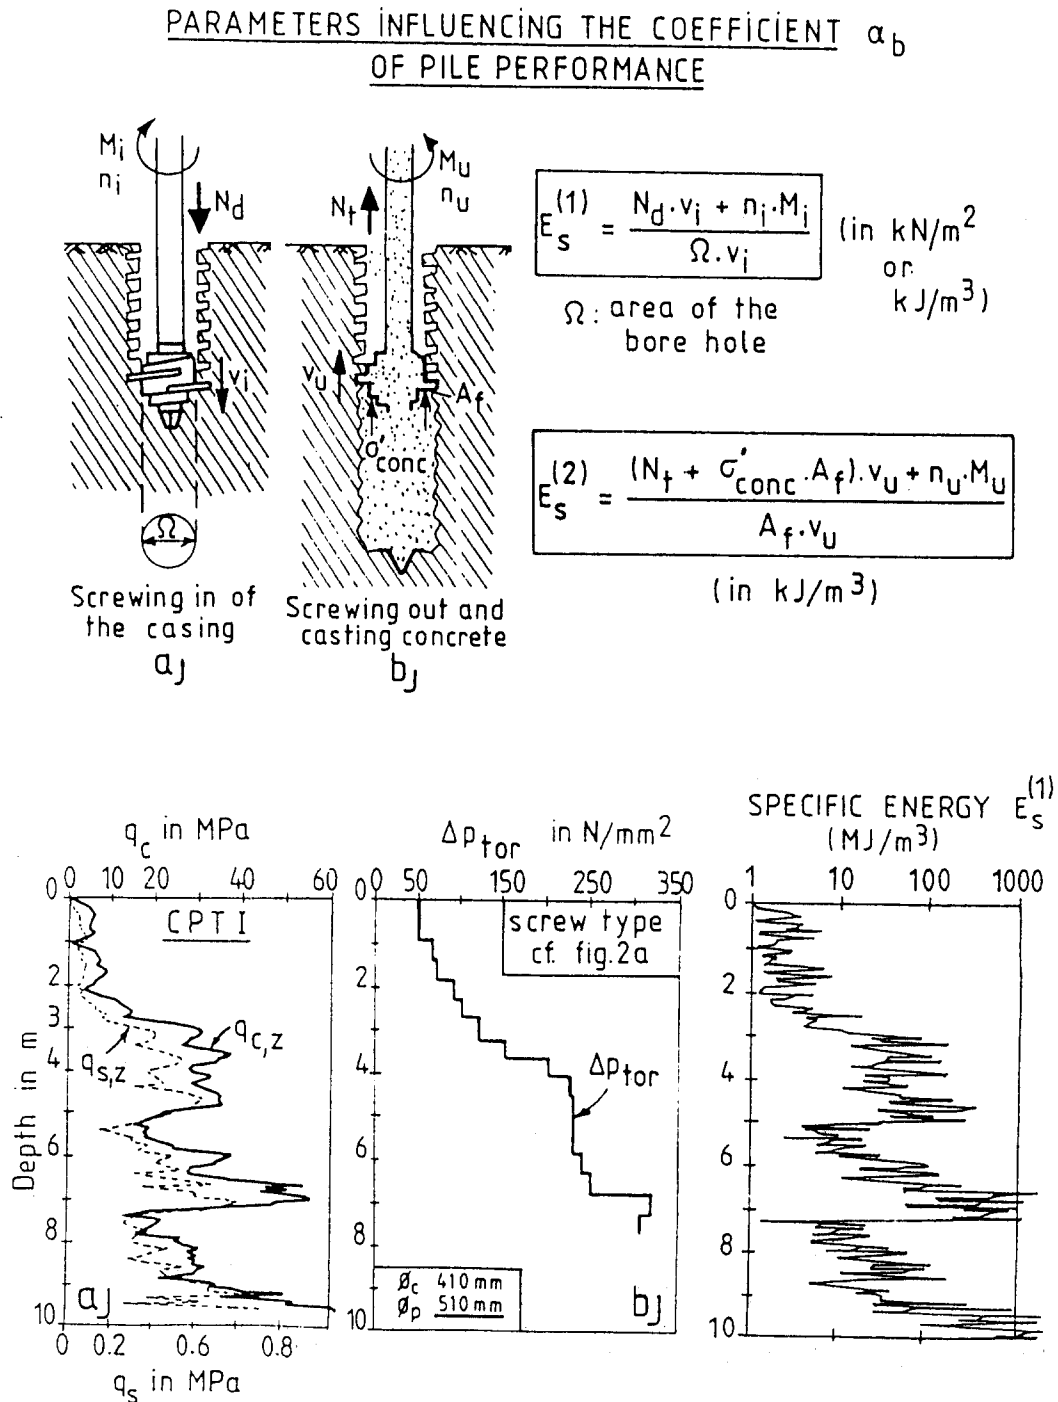 PARAMETERS INFLUENCING THE COEFFICIENT α_b
OF PILE PERFORMANCE
M_i
n_i
N_d
v_i
Ω
Screwing in of
the casing
a)
N_t
M_u
n_u
v_u
A_f
σ'_conc
Screwing out and
casting concrete
b)
E_s^(1) = (N_d.v_i + n_i.M_i) / (Ω.v_i)
(in kN/m²
or
kJ/m³)
Ω: area of the
bore hole
E_s^(2) = ((N_t + σ'_conc.A_f).v_u + n_u.M_u) / (A_f.v_u)
(in kJ/m³)
q_c in MPa
0 10 20 40 60
CPT I
q_c,z
q_s,z
Depth in m
0
2
3
4
6
8
10
a)
0 0.2 0.6 0.8
q_s in MPa
Δp_tor in N/mm²
0 50 150 250 350
screw type
cf. fig.2a
Δp_tor
0
2
4
6
8
10
Ø_c 410mm
Ø_p 510mm
b)
SPECIFIC ENERGY E_s^(1)
(MJ/m³)
1 10 100 1000
0
2
4
6
8
10